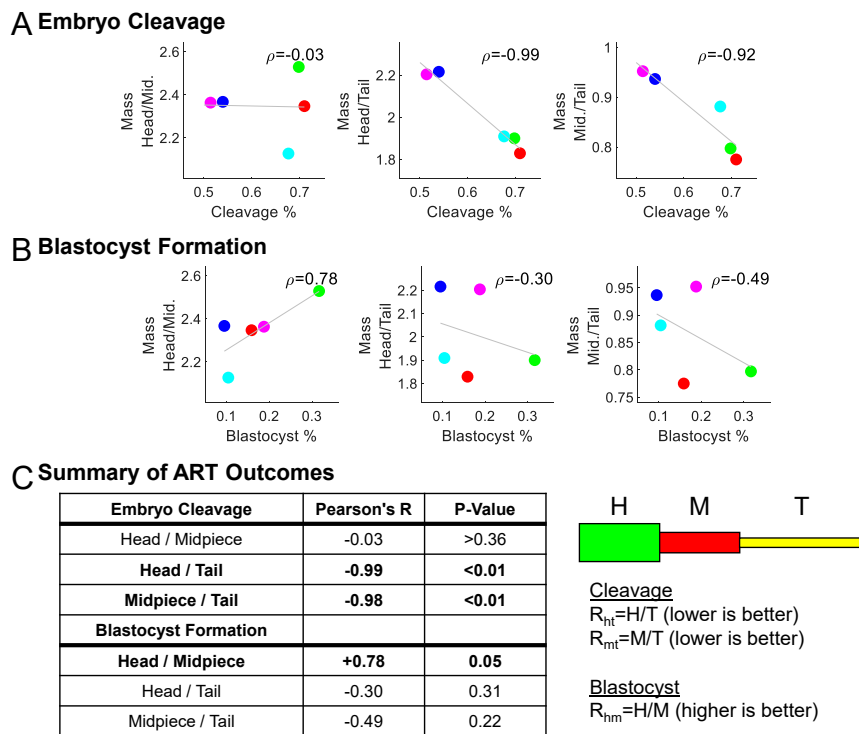 A Embryo Cleavage
ρ=-0.03
2.6
2.4
2.2
Mass
Head/Mid.
0.5 0.6 0.7
Cleavage %
ρ=-0.99
2.2
2
1.8
Mass
Head/Tail
0.5 0.6 0.7
Cleavage %
ρ=-0.92
1
0.9
0.8
Mass
Mid./Tail
0.5 0.6 0.7
Cleavage %
B Blastocyst Formation
ρ=0.78
2.6
2.4
2.2
Mass
Head/Mid.
0.1 0.2 0.3
Blastocyst %
ρ=-0.30
2.2
2.1
2
1.9
1.8
Mass
Head/Tail
0.1 0.2 0.3
Blastocyst %
ρ=-0.49
0.95
0.9
0.85
0.8
0.75
Mass
Mid./Tail
0.1 0.2 0.3
Blastocyst %
C Summary of ART Outcomes
Embryo Cleavage Pearson's R P-Value
Head / Midpiece -0.03 >0.36
Head / Tail -0.99 <0.01
Midpiece / Tail -0.98 <0.01
Blastocyst Formation
Head / Midpiece +0.78 0.05
Head / Tail -0.30 0.31
Midpiece / Tail -0.49 0.22
H M T
Cleavage
Rht=H/T (lower is better)
Rmt=M/T (lower is better)
Blastocyst
Rhm=H/M (higher is better)